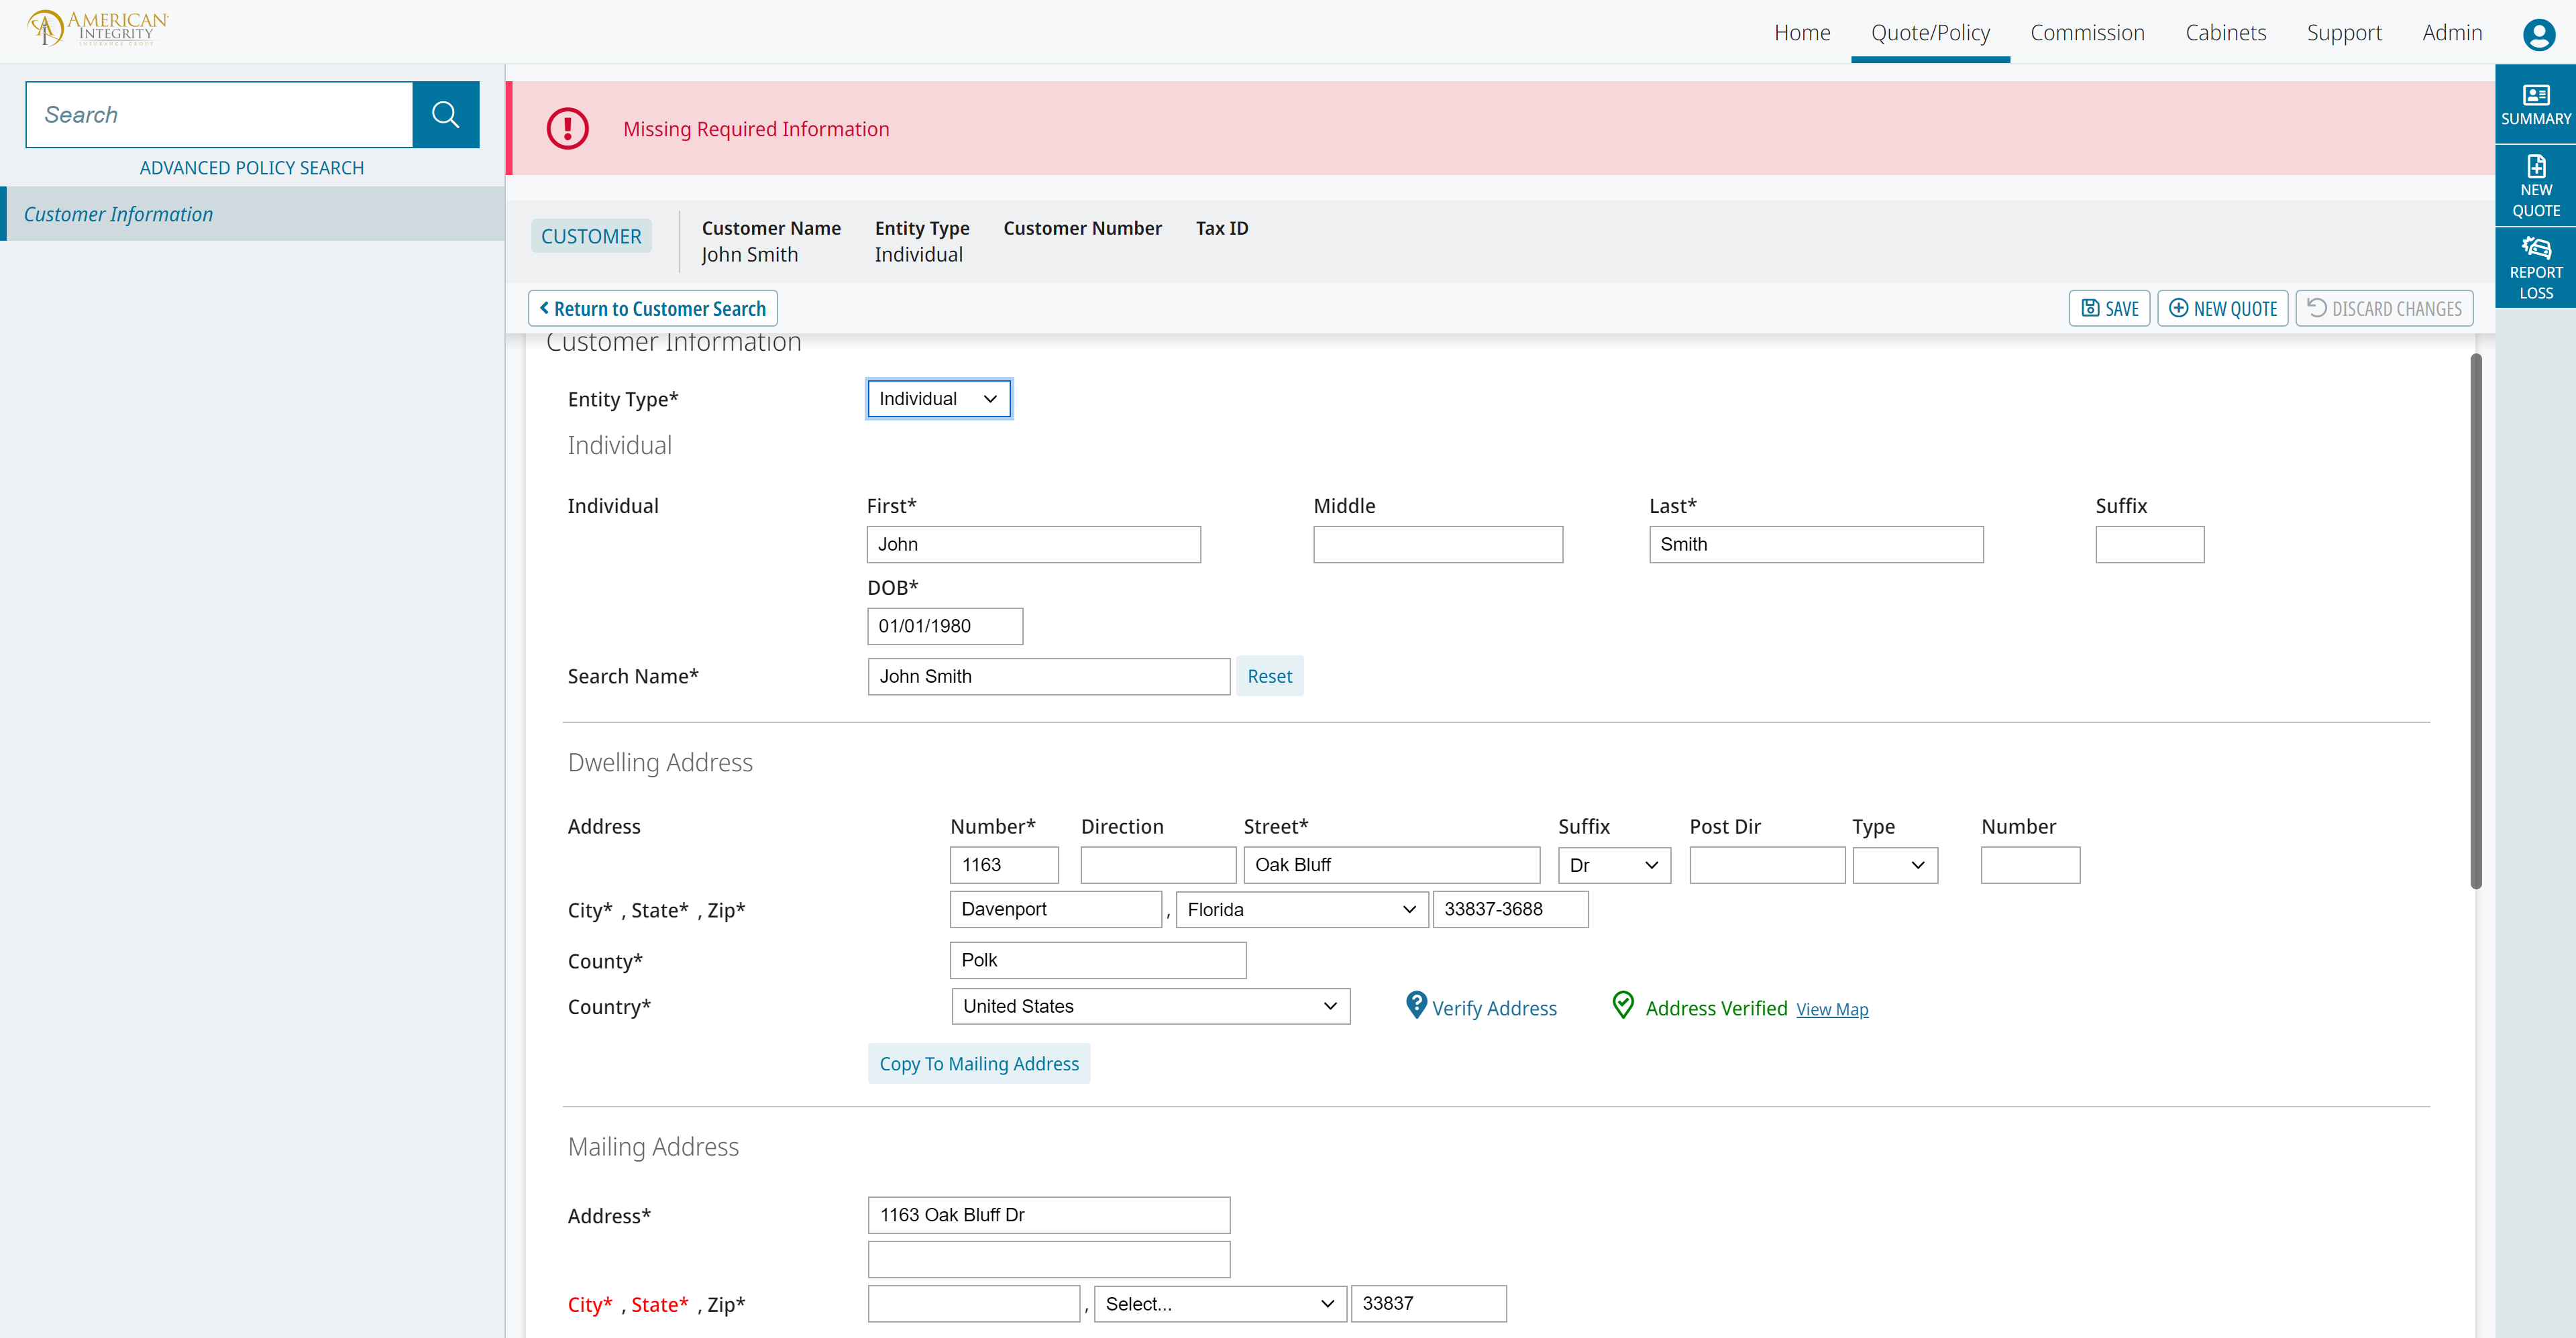 AMERICAN
INTEGRITY
INSURANCE GROUP
Home
Quote/Policy
Commission
Cabinets
Support
Admin
Search
ADVANCED POLICY SEARCH
Customer Information
Missing Required Information
SUMMARY
NEW
QUOTE
REPORT
LOSS
CUSTOMER
Customer Name
John Smith
Entity Type
Individual
Customer Number
Tax ID
Return to Customer Search
SAVE
NEW QUOTE
DISCARD CHANGES
Customer Information
Entity Type* Individual
Individual
Individual First* Middle Last* Suffix
John Smith
DOB*
01/01/1980
Search Name* John Smith Reset
Dwelling Address
Address Number* Direction Street* Suffix Post Dir Type Number
1163 Oak Bluff Dr
City* , State* , Zip* Davenport , Florida 33837-3688
County* Polk
Country* United States Verify Address Address Verified View Map
Copy To Mailing Address
Mailing Address
Address* 1163 Oak Bluff Dr
City* , State* , Zip* , Select... 33837